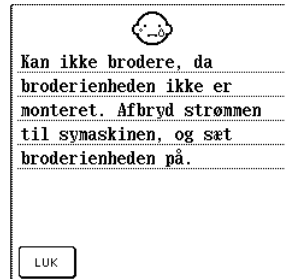 Kan ikke brodere, da
broderienheden ikke er
monteret. Afbryd strømmen
til symaskinen, og sæt
broderienheden på.
LUK